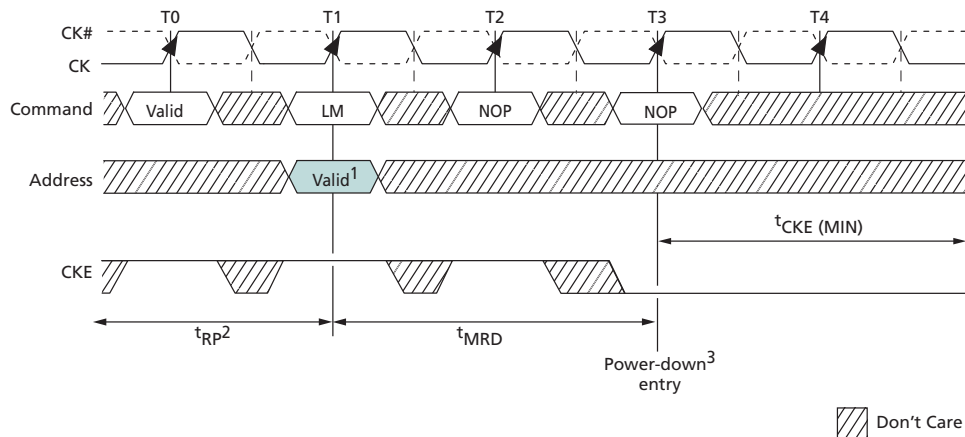 T0 T1 T2 T3 T4
CK#
CK
Command Valid LM NOP NOP
Address Valid1
tCKE (MIN)
CKE
tRP2 tMRD
Power-down3
entry
Don't Care